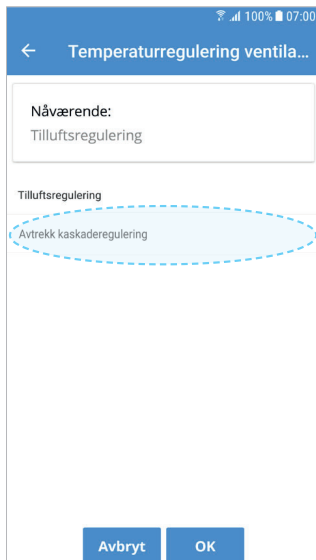 100% 07:00
Temperaturregulering ventila...
Nåværende:
Tilluftsregulering
Tilluftsregulering
Avtrekk kaskaderegulering
Avbryt OK